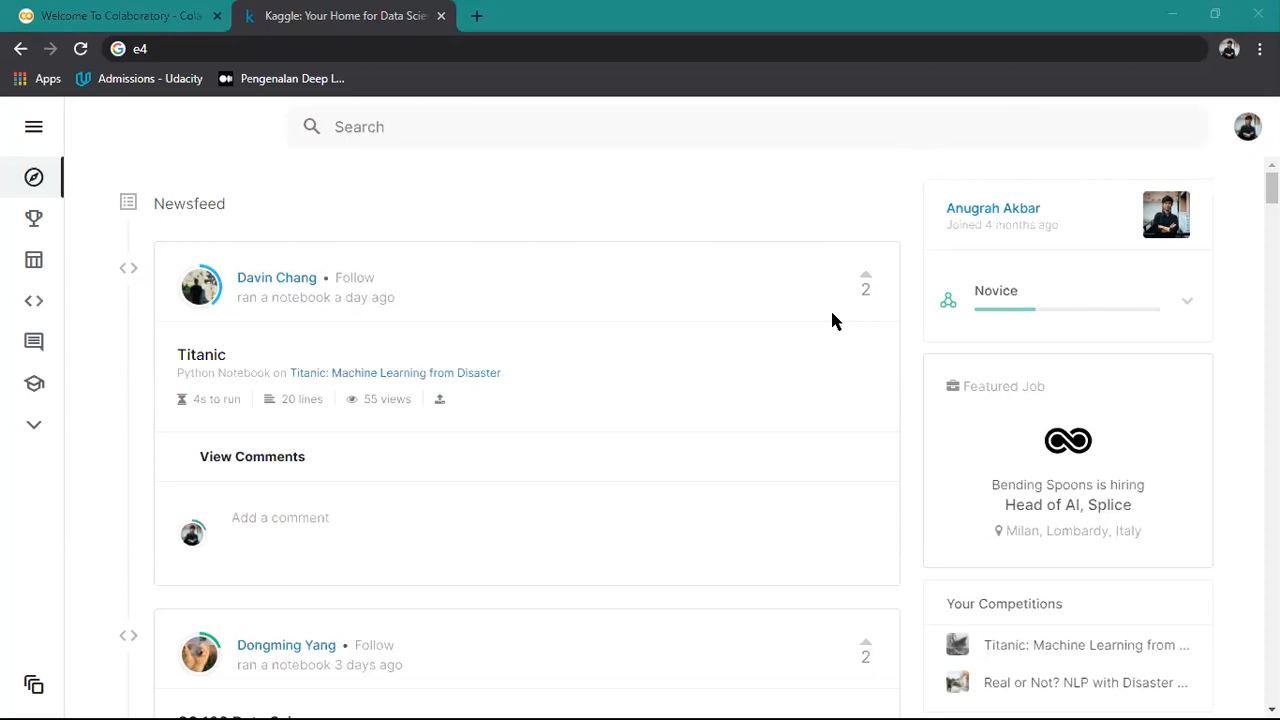 Welcome To Colaboratory - Cola
Kaggle: Your Home for Data Scie
e4
Apps
Admissions - Udacity
Pengenalan Deep L...
Search
Newsfeed
Davin Chang • Follow
ran a notebook a day ago
2
Titanic
Python Notebook on Titanic: Machine Learning from Disaster
4s to run
20 lines
55 views
View Comments
Add a comment
Dongming Yang • Follow
ran a notebook 3 days ago
2
Anugrah Akbar
Joined 4 months ago
Novice
Featured Job
Bending Spoons is hiring
Head of AI, Splice
Milan, Lombardy, Italy
Your Competitions
Titanic: Machine Learning from ...
Real or Not? NLP with Disaster ...